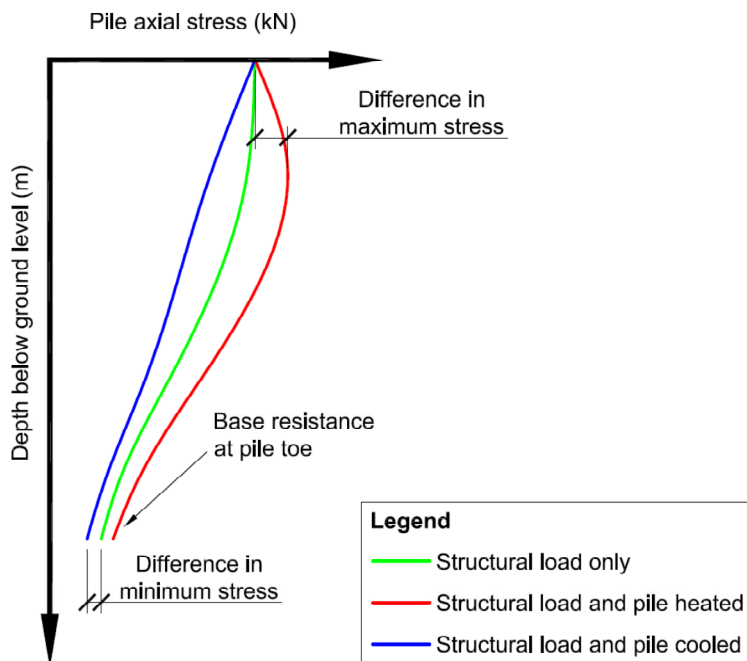 Pile axial stress (kN)
Difference in
maximum stress
Depth below ground level (m)
Base resistance
at pile toe
Difference in
minimum stress
Legend
Structural load only
Structural load and pile heated
Structural load and pile cooled